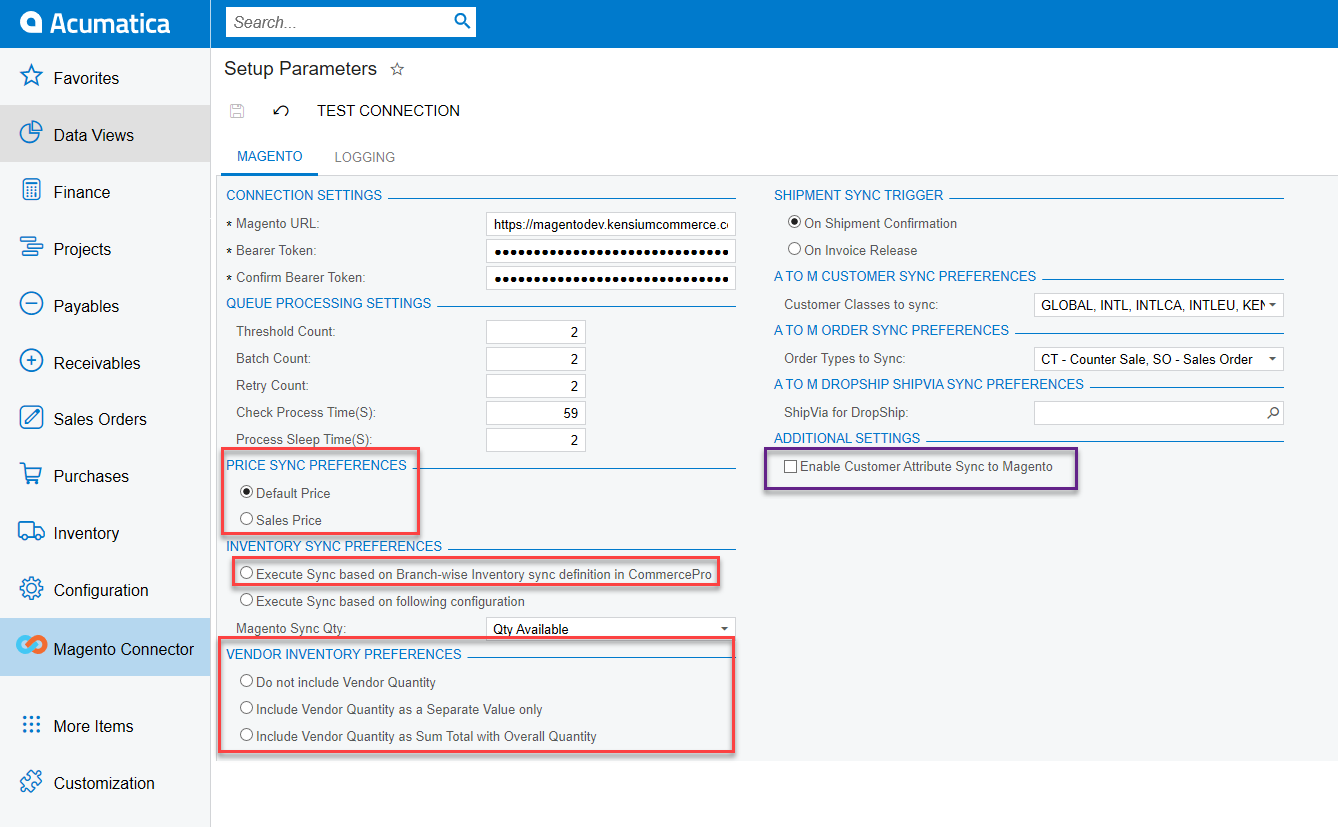 Acumatica
Search...
Favorites
Data Views
Finance
Projects
Payables
Receivables
Sales Orders
Purchases
Inventory
Configuration
Magento Connector
More Items
Customization
Setup Parameters
TEST CONNECTION
MAGENTO
LOGGING
CONNECTION SETTINGS
* Magento URL: https://magentodev.kensiumcommerce.c
* Bearer Token: ●●●●●●●●●●●●●●●●●●●●●●●●●●●●●
* Confirm Bearer Token: ●●●●●●●●●●●●●●●●●●●●●●●●●●●●●
QUEUE PROCESSING SETTINGS
Threshold Count: 2
Batch Count: 2
Retry Count: 2
Check Process Time(S): 59
Process Sleep Time(S): 2
PRICE SYNC PREFERENCES
Default Price
Sales Price
INVENTORY SYNC PREFERENCES
Execute Sync based on Branch-wise Inventory sync definition in CommercePro
Execute Sync based on following configuration
Magento Sync Qty: Qty Available
VENDOR INVENTORY PREFERENCES
Do not include Vendor Quantity
Include Vendor Quantity as a Separate Value only
Include Vendor Quantity as Sum Total with Overall Quantity
SHIPMENT SYNC TRIGGER
On Shipment Confirmation
On Invoice Release
A TO M CUSTOMER SYNC PREFERENCES
Customer Classes to sync: GLOBAL, INTL, INTLCA, INTLEU, KEN
A TO M ORDER SYNC PREFERENCES
Order Types to Sync: CT - Counter Sale, SO - Sales Order
A TO M DROPSHIP SHIPVIA SYNC PREFERENCES
ShipVia for DropShip:
ADDITIONAL SETTINGS
Enable Customer Attribute Sync to Magento